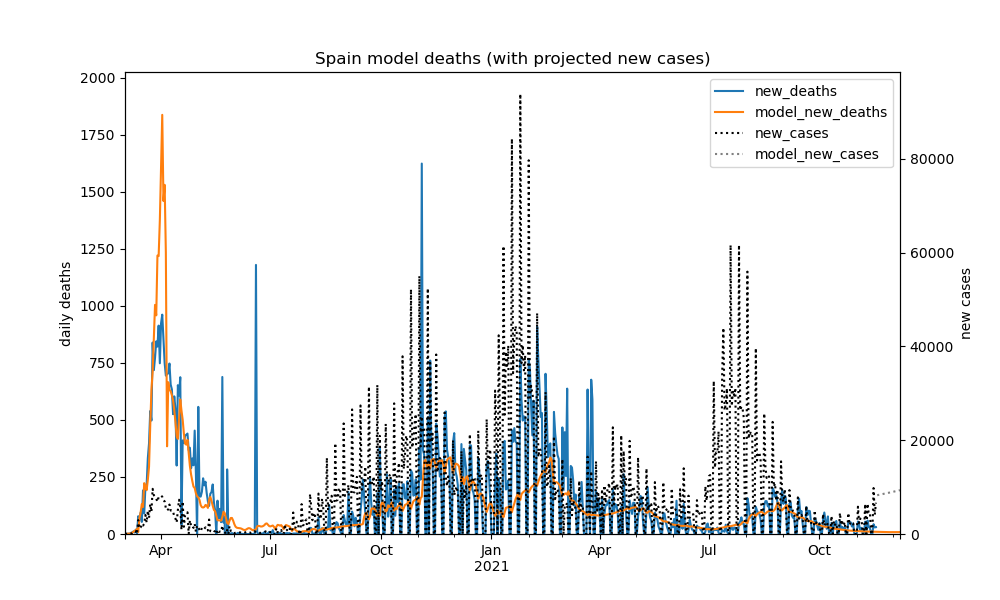 Spain model deaths (with projected new cases)
2000
1750
1500
1250
1000
750
500
250
0
daily deaths
new_deaths
model_new_deaths
new_cases
model_new_cases
80000
60000
40000
20000
0
new cases
Apr Jul Oct Jan Apr Jul Oct
2021